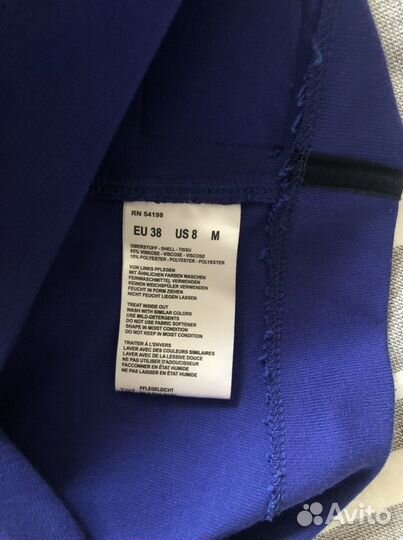 RN 54198
EU 38 US 8 M
OBERSTOFF - SHELL - TISSU
85% VISKOSE - VISCOSE - VISCOSE
15% POLYESTER - POLYESTER - POLYESTER
VON LINKS PFLEGEN
MIT ÄHNLICHEN FARBEN WASCHEN
FEINWASCHMITTEL VERWENDEN
KEINEN WEICHSPÜLER VERWENDEN
FEUCHT IN FORM ZIEHEN
NICHT FEUCHT LIEGEN LASSEN
TREAT INSIDE OUT
WASH WITH SIMILAR COLORS
USE MILD-DETERGENTS
DO NOT USE FABRIC SOFTENER
SHAPE IN MOIST CONDITION
DO NOT KEEP IN MOIST CONDITION
TRAITER À L'ENVERS
LAVER AVEC DES COULEURS SIMILAIRES
LAVER AVEC DE LA LESSIVE DOUCE
NE PAS UTILISER D'ADOUCISSEUR
ÉTENDRE EN ÉTAT HUMIDE
NE PAS LAISSER EN ÉTAT HUMIDE
PFLEGELEICHT
Avito